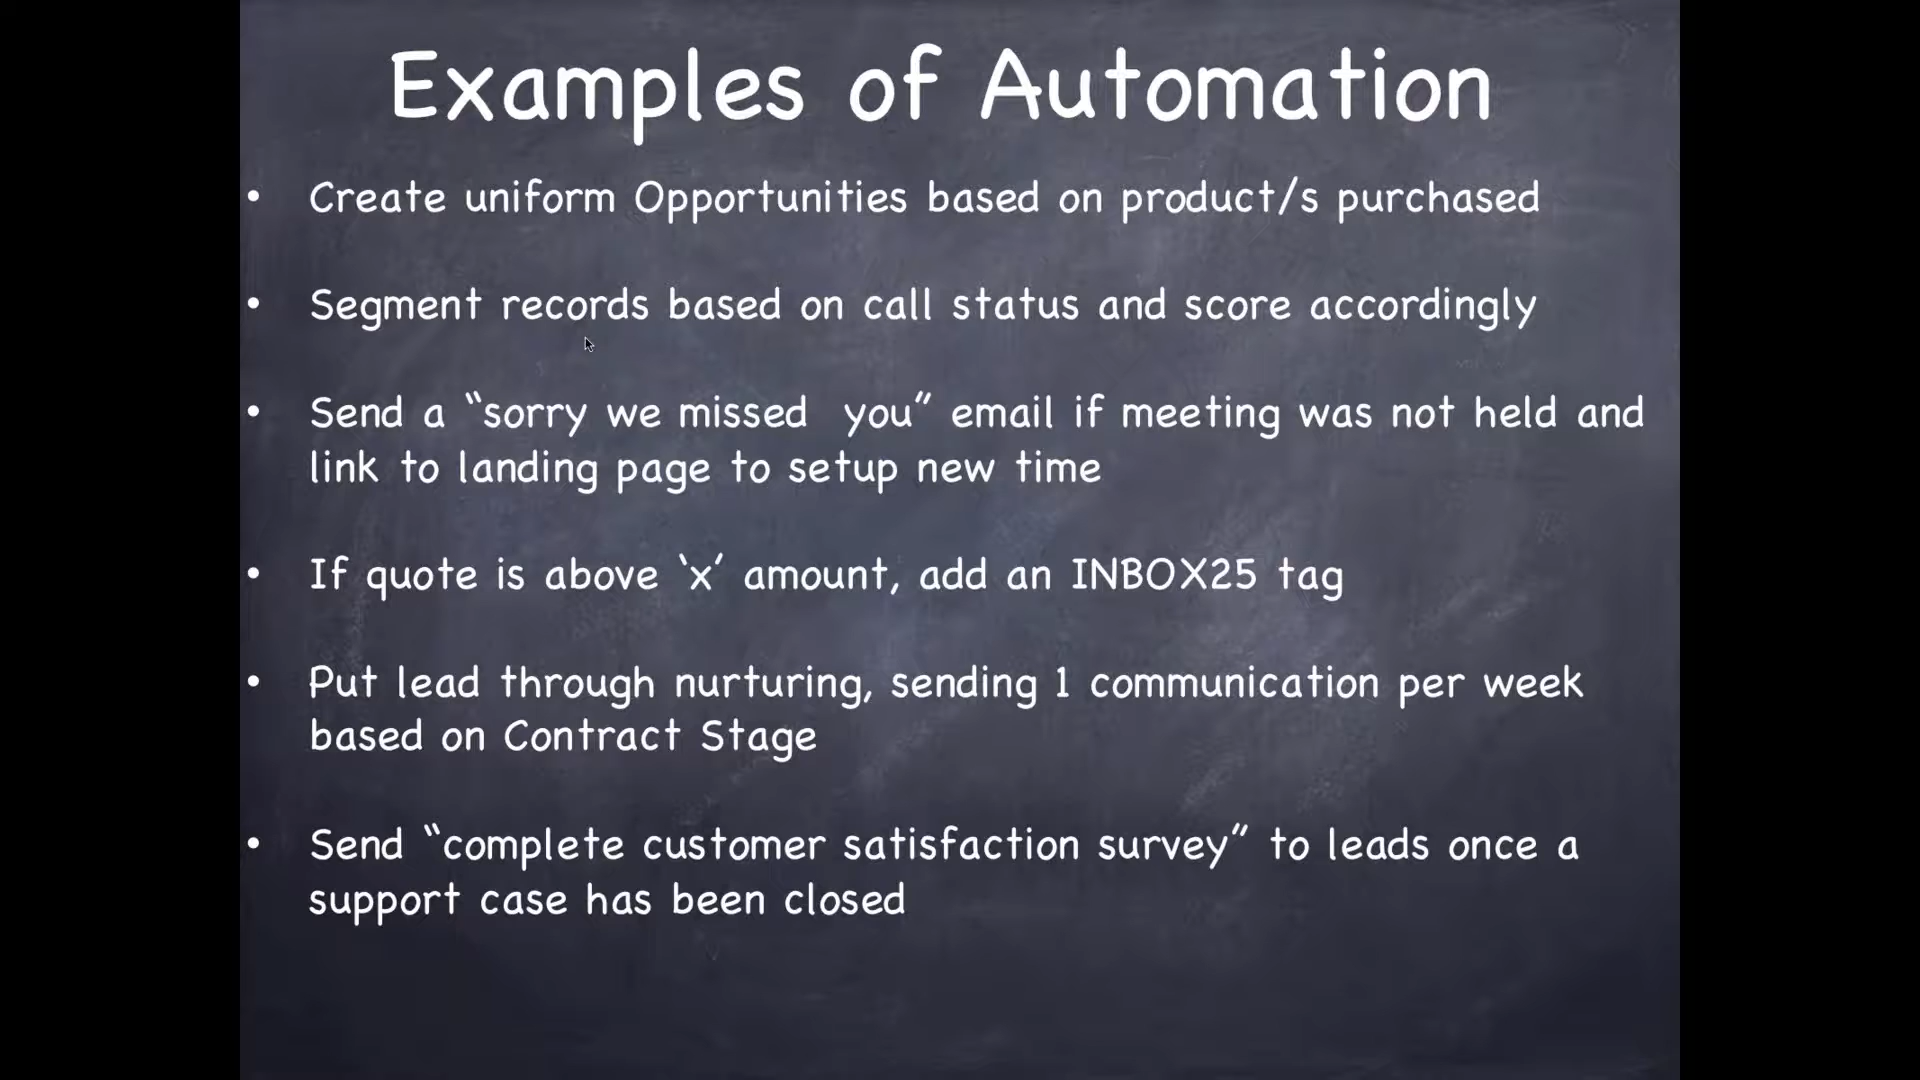 Examples of Automation
• Create uniform Opportunities based on product/s purchased
• Segment records based on call status and score accordingly
• Send a “sorry we missed  you” email if meeting was not held and
link to landing page to setup new time
• If quote is above ‘x’ amount, add an INBOX25 tag
• Put lead through nurturing, sending 1 communication per week
based on Contract Stage
• Send “complete customer satisfaction survey” to leads once a
support case has been closed